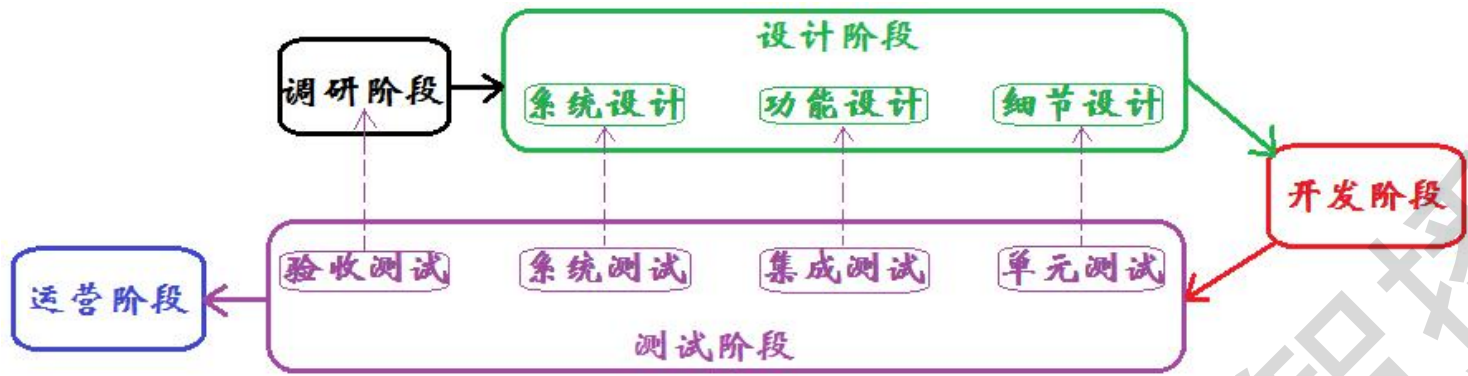 设计阶段
调研阶段
系统设计 功能设计 细节设计
开发阶段
验收测试 系统测试 集成测试 单元测试
运营阶段
测试阶段